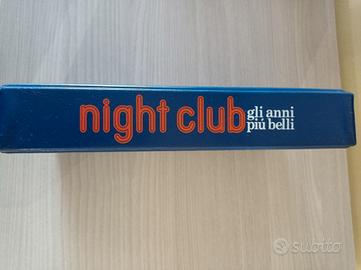 night club
gli anni
più belli
subito